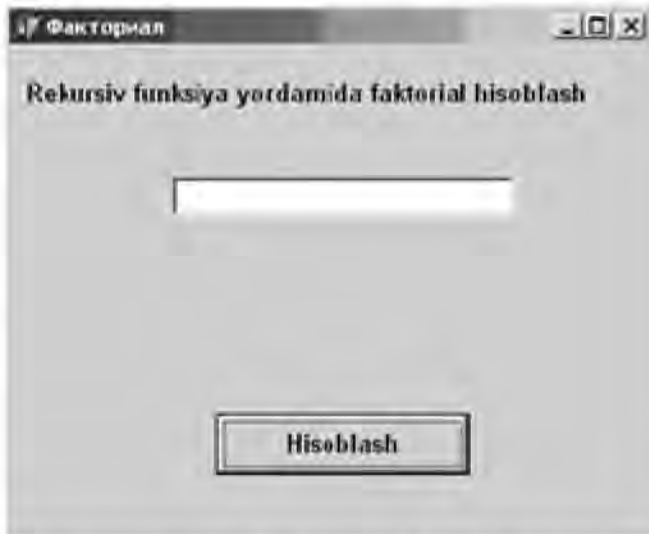 Факториал
Rekursiv funksiya yordamida faktorial hisoblash
Hisoblash